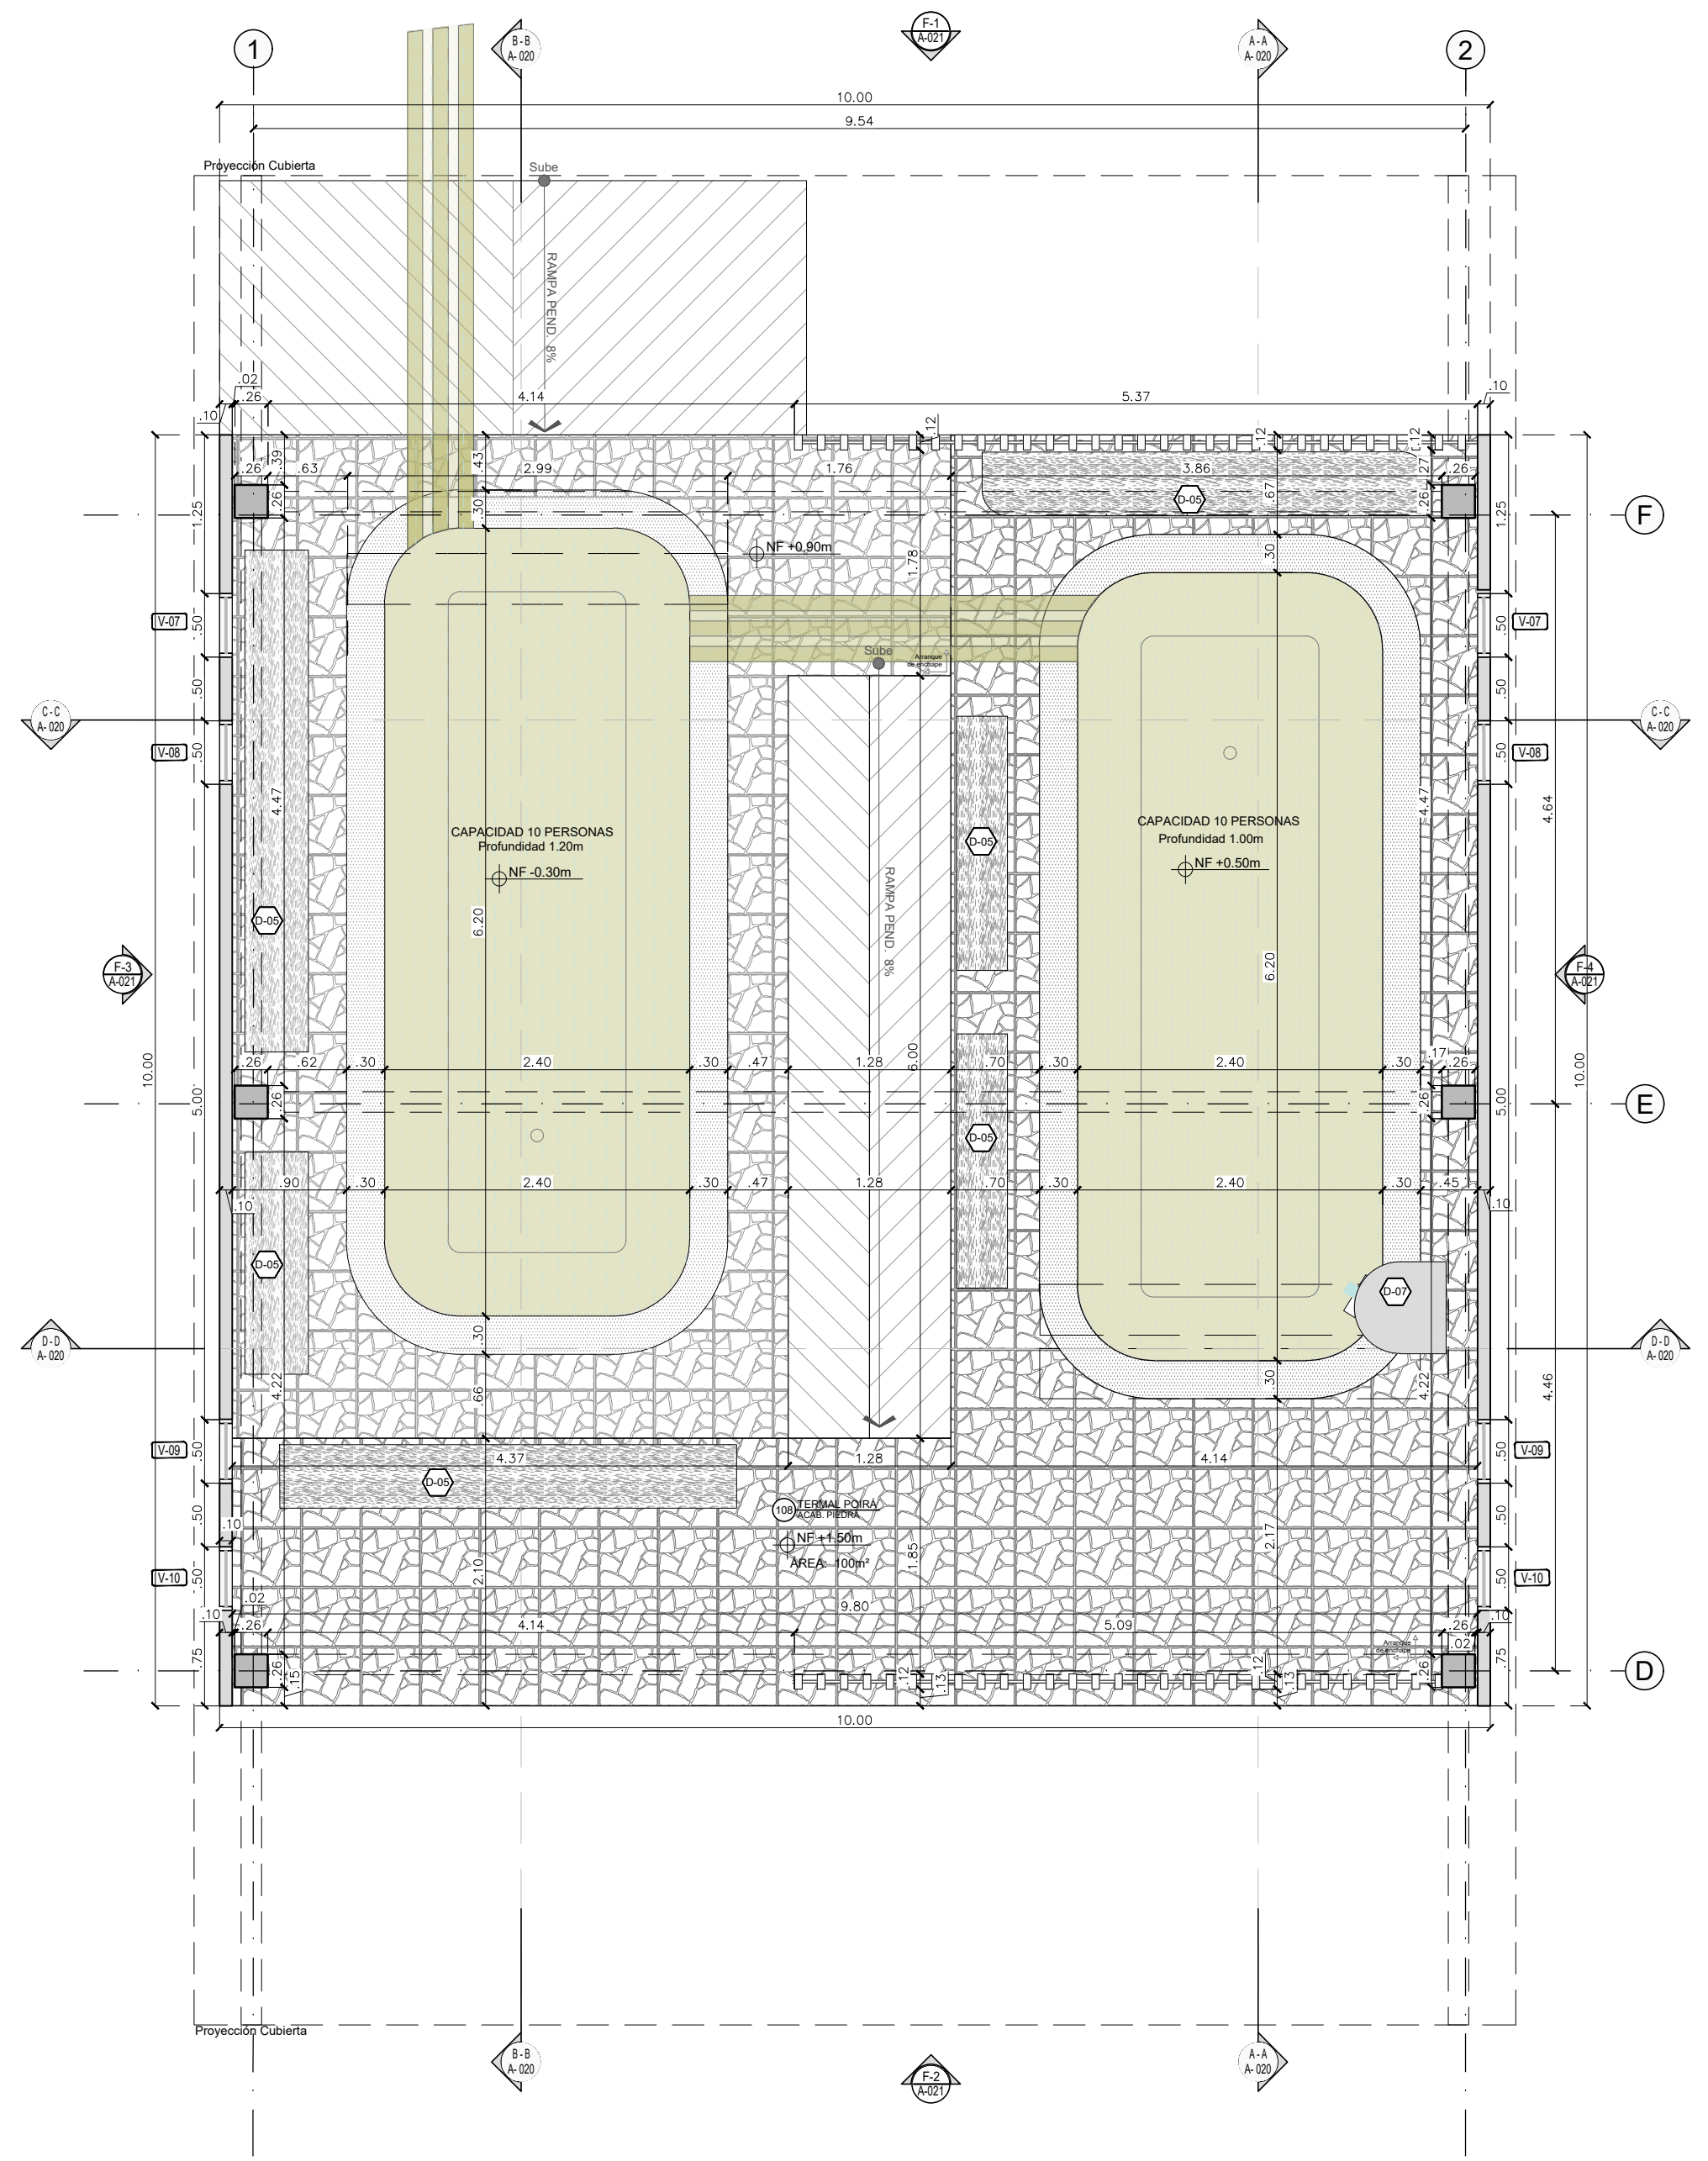 1
B - B
A- 020
F-1
A-021
A - A
A- 020
2
10.00
9.54
Proyección Cubierta
Sube
RAMPA PEND. 8%
.02
.26
4.14
5.37
.10
.10
.12
.12
.12
.39
.43
.26
.63
2.99
1.76
3.86
.27
.26
.26
.30
.67
.26
D-05
1.25
1.25
F
NF +0.90m
1.78
.30
V-07
.50
.50
V-07
Sube
Arranque
de enchape
.50
.50
C - C
A- 020
C - C
A- 020
V-08
.50
.50
V-08
4.47
4.47
4.64
CAPACIDAD 10 PERSONAS
Profundidad 1.20m
NF -0.30m
CAPACIDAD 10 PERSONAS
Profundidad 1.00m
NF +0.50m
D-05
D-05
6.20
6.20
RAMPA PEND. 8%
F-3
A-021
F-4
A-021
10.00
10.00
6.00
.26
.62
.30
2.40
.30
.47
1.28
.70
.30
2.40
.30
.17
.26
.26
.26
5.00
5.00
E
D-05
.90
.30
2.40
.30
.47
1.28
.70
.30
2.40
.30
.45
.10
.10
D-05
D-07
D - D
A- 020
D - D
A- 020
.30
.30
4.22
4.22
4.46
.66
V-09
.50
.50
V-09
4.37
1.28
4.14
D-05
108
TERMAL POIRÁ
ACAB. PIEDRA
NF +1.50m
ÁREA: 100m²
.50
.50
.10
2.10
1.85
2.17
V-10
.50
.50
V-10
.02
9.80
.10
.26
4.14
5.09
.26
.10
.02
Arranque
de enchape
.75
.26
.15
.12
.13
.12
.13
.26
.75
D
10.00
Proyección Cubierta
B - B
A- 020
F-2
A-021
A - A
A- 020